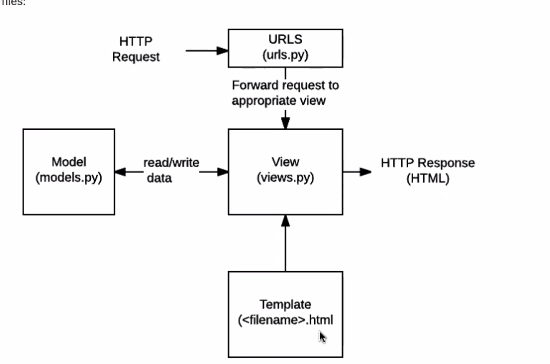 files:
HTTP
Request
URLS
(urls.py)
Forward request to
appropriate view
Model
(models.py)
read/write
data
View
(views.py)
HTTP Response
(HTML)
Template
(<filename>.html